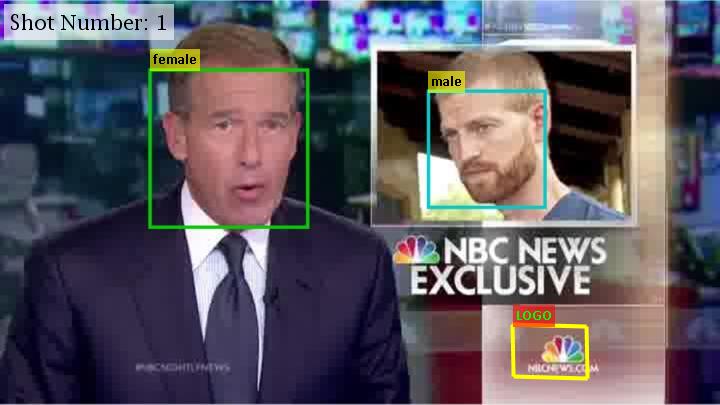 Shot Number: 1
female
male
NBC NEWS
EXCLUSIVE
LOGO
NBCNEWS.COM
#NBCNIGHTLYNEWS